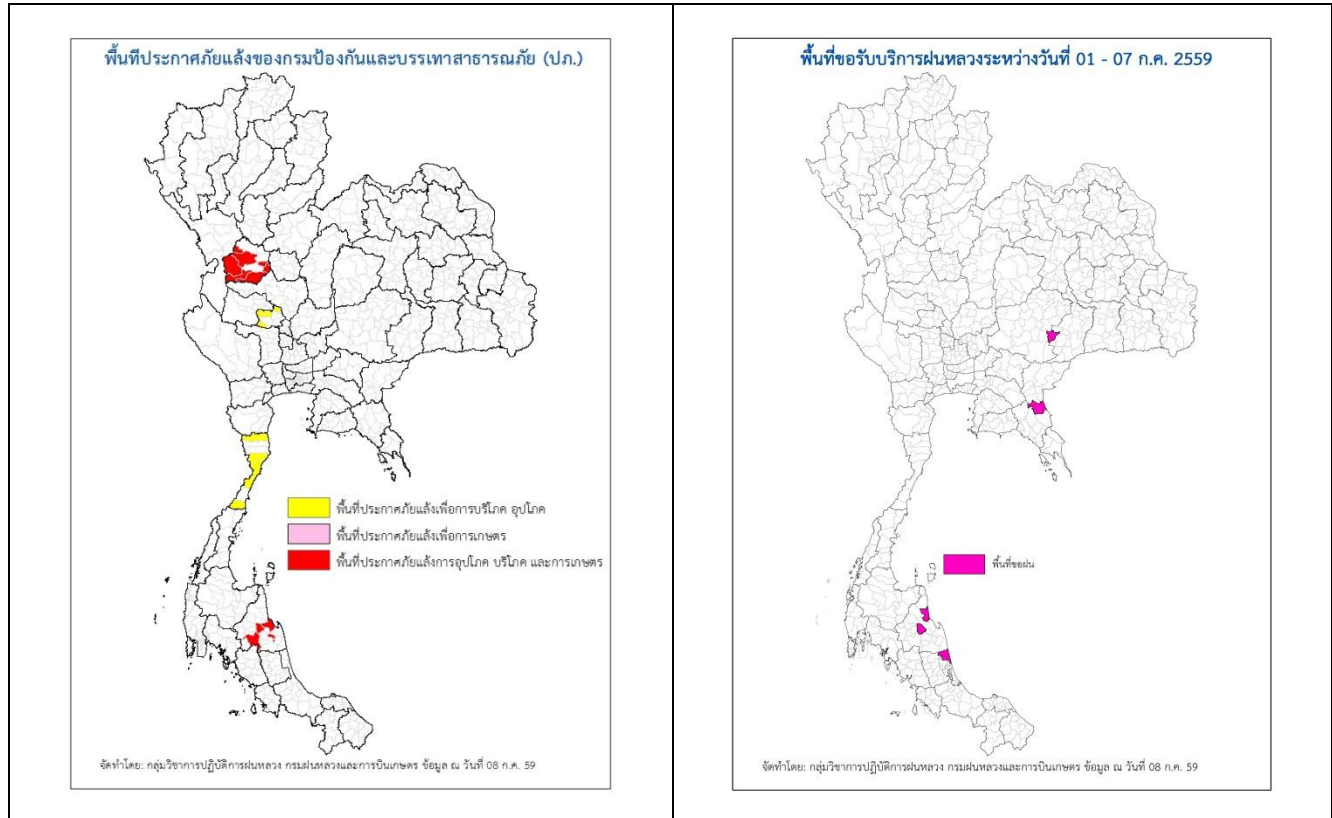 พื้นที่ประกาศภัยแล้งของกรมป้องกันและบรรเทาสาธารณภัย (ปภ.)
พื้นที่ประกาศภัยแล้งเพื่อการบริโภค อุปโภค
พื้นที่ประกาศภัยแล้งเพื่อการเกษตร
พื้นที่ประกาศภัยแล้งการอุปโภค บริโภค และการเกษตร
จัดทำโดย: กลุ่มวิชาการปฏิบัติการฝนหลวง กรมฝนหลวงและการบินเกษตร ข้อมูล ณ วันที่ 08 ก.ค. 59
พื้นที่ขอรับบริการฝนหลวงระหว่างวันที่ 01 - 07 ก.ค. 2559
พื้นที่ขอฝน
จัดทำโดย: กลุ่มวิชาการปฏิบัติการฝนหลวง กรมฝนหลวงและการบินเกษตร ข้อมูล ณ วันที่ 08 ก.ค. 59